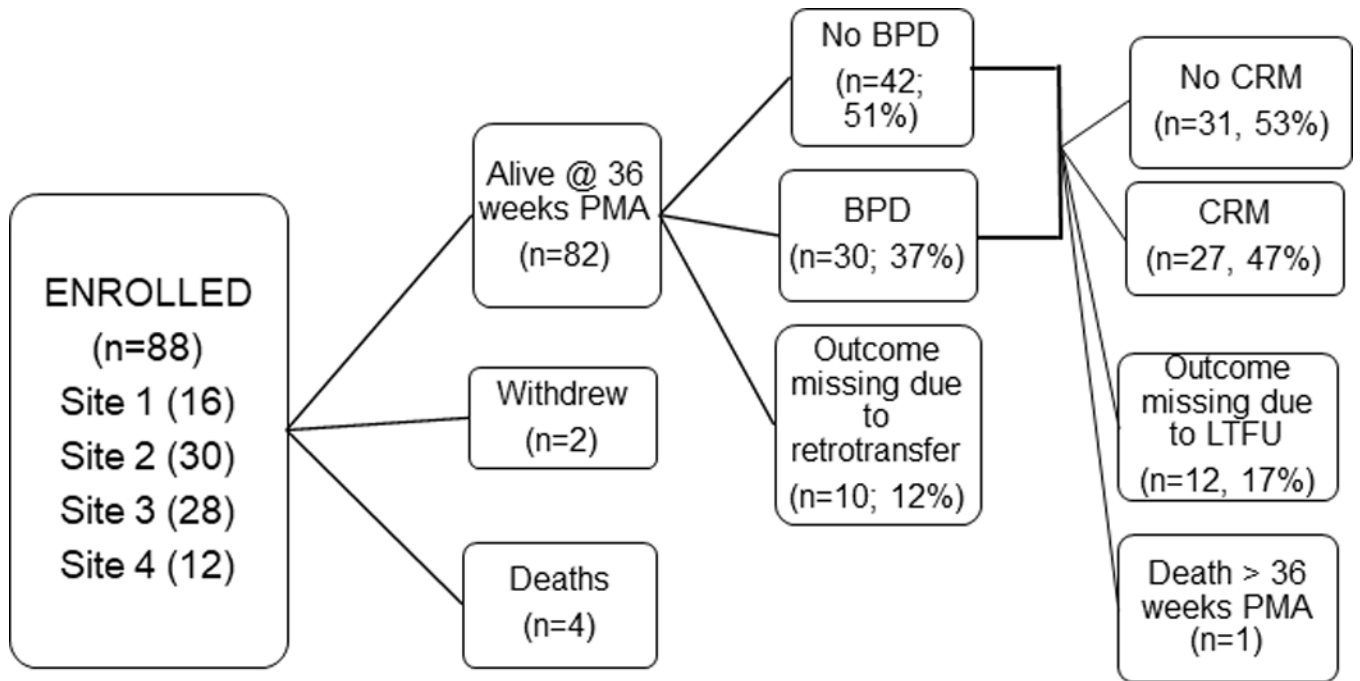 ENROLLED
(n=88)
Site 1 (16)
Site 2 (30)
Site 3 (28)
Site 4 (12)
Alive @ 36
weeks PMA
(n=82)
Withdrew
(n=2)
Deaths
(n=4)
No BPD
(n=42;
51%)
BPD
(n=30; 37%)
Outcome
missing due
to
retrotransfer
(n=10; 12%)
No CRM
(n=31, 53%)
CRM
(n=27, 47%)
Outcome
missing due
to LTFU
(n=12, 17%)
Death > 36
weeks PMA
(n=1)